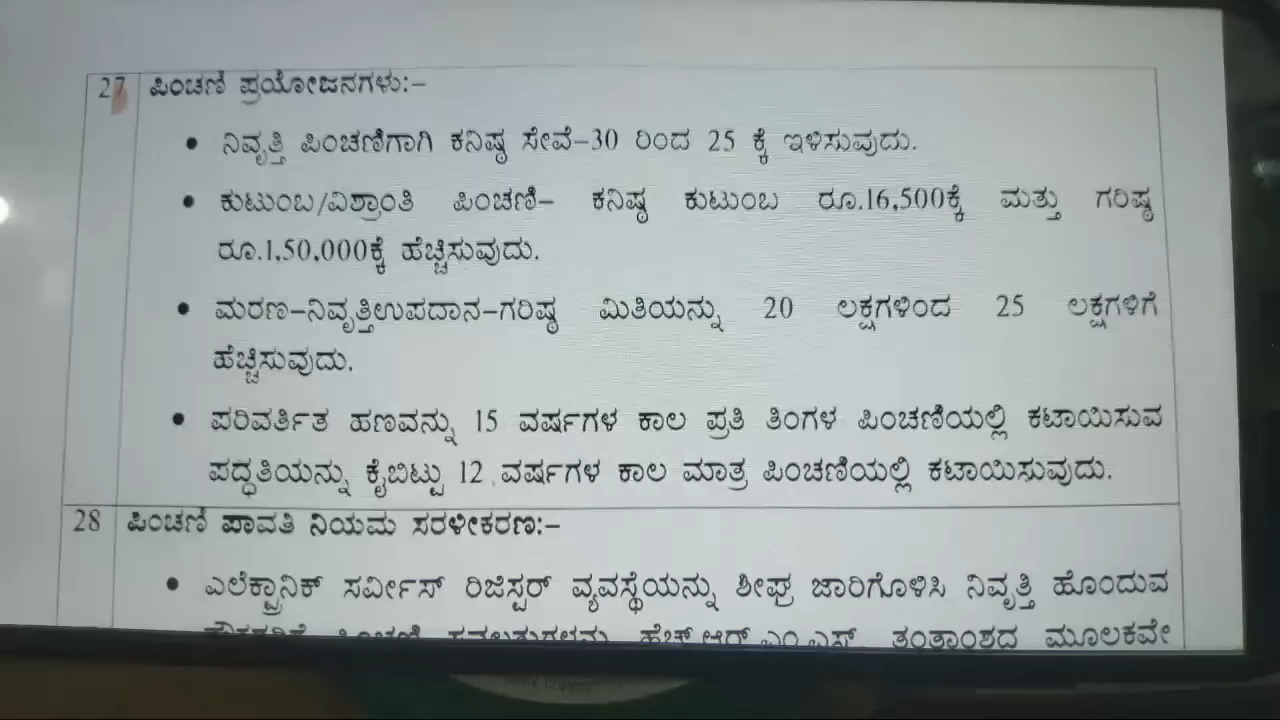 27 ಪಿಂಚಣಿ ಪ್ರಯೋಜನಗಳು:–
• ನಿವೃತ್ತಿ ಪಿಂಚಣಿಗಾಗಿ ಕನಿಷ್ಠ ಸೇವೆ–30 ರಿಂದ 25 ಕ್ಕೆ ಇಳಿಸುವುದು.
• ಕುಟುಂಬ/ವಿಶ್ರಾಂತಿ ಪಿಂಚಣಿ– ಕನಿಷ್ಠ ಕುಟುಂಬ ರೂ.16,500ಕ್ಕೆ ಮತ್ತು ಗರಿಷ್ಠ
ರೂ.1,50,000ಕ್ಕೆ ಹೆಚ್ಚಿಸುವುದು.
• ಮರಣ–ನಿವೃತ್ತಿಉಪದಾನ–ಗರಿಷ್ಠ ಮಿತಿಯನ್ನು 20 ಲಕ್ಷಗಳಿಂದ 25 ಲಕ್ಷಗಳಿಗೆ
ಹೆಚ್ಚಿಸುವುದು.
• ಪರಿವರ್ತಿತ ಹಣವನ್ನು 15 ವರ್ಷಗಳ ಕಾಲ ಪ್ರತಿ ತಿಂಗಳ ಪಿಂಚಣಿಯಲ್ಲಿ ಕಟಾಯಿಸುವ
ಪದ್ಧತಿಯನ್ನು ಕೈಬಿಟ್ಟು 12 ವರ್ಷಗಳ ಕಾಲ ಮಾತ್ರ ಪಿಂಚಣಿಯಲ್ಲಿ ಕಟಾಯಿಸುವುದು.
28 ಪಿಂಚಣಿ ಪಾವತಿ ನಿಯಮ ಸರಳೀಕರಣ:–
• ಎಲೆಕ್ಟ್ರಾನಿಕ್ ಸರ್ವೀಸ್ ರಿಜಿಸ್ಟರ್ ವ್ಯವಸ್ಥೆಯನ್ನು ಶೀಘ್ರ ಜಾರಿಗೊಳಿಸಿ ನಿವೃತ್ತಿ ಹೊಂದುವ
ಪಿಂಚಣಿ ಹೆಚ್.ಆರ್.ಎಂ.ಎಸ್. ತಂತ್ರಾಂಶದ ಮೂಲಕವೇ